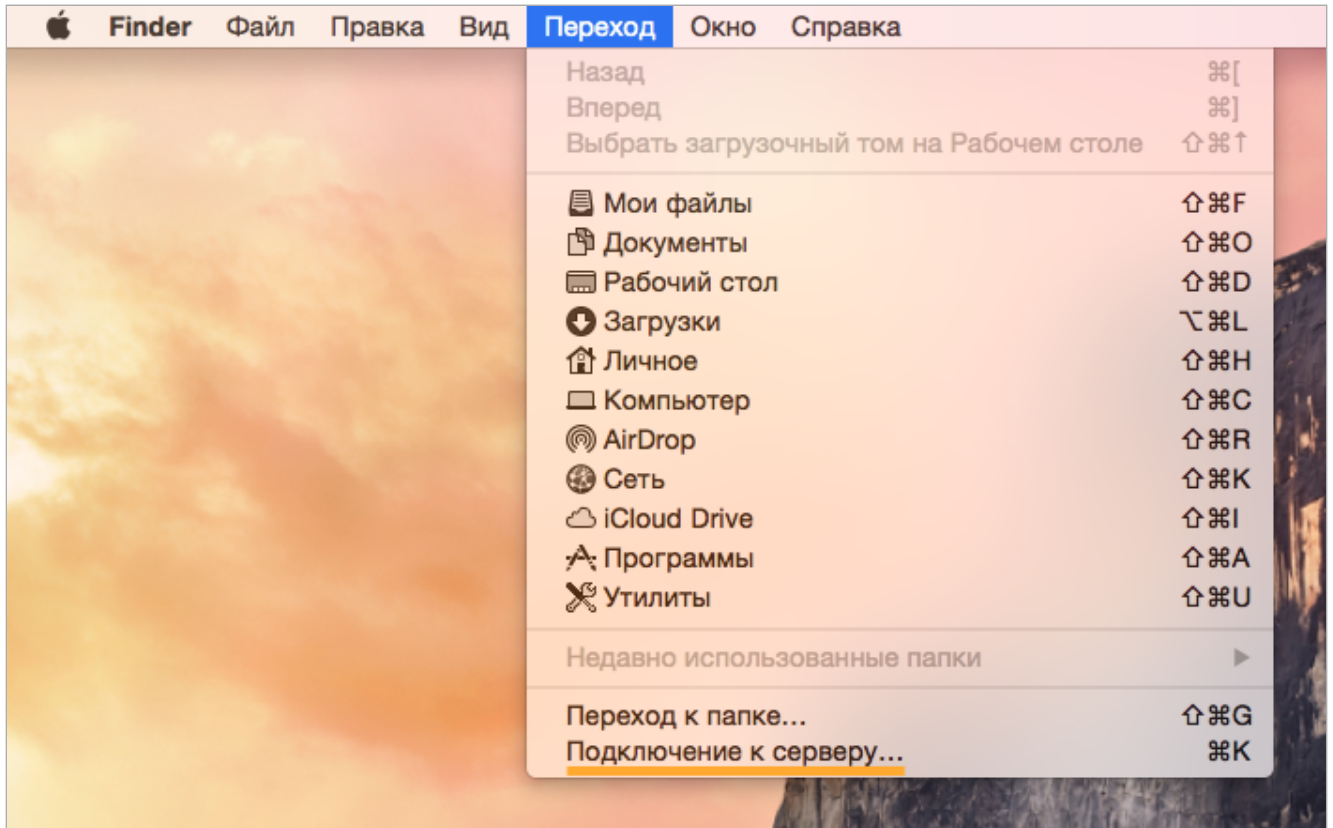 Finder Файл Правка Вид Переход Окно Справка
Назад ⌘[
Вперед ⌘]
Выбрать загрузочный том на Рабочем столе ⇧⌘↑
Мои файлы ⇧⌘F
Документы ⇧⌘O
Рабочий стол ⇧⌘D
Загрузки ⌥⌘L
Личное ⇧⌘H
Компьютер ⇧⌘C
AirDrop ⇧⌘R
Сеть ⇧⌘K
iCloud Drive ⇧⌘I
Программы ⇧⌘A
Утилиты ⇧⌘U
Недавно использованные папки ▶
Переход к папке... ⇧⌘G
Подключение к серверу... ⌘K